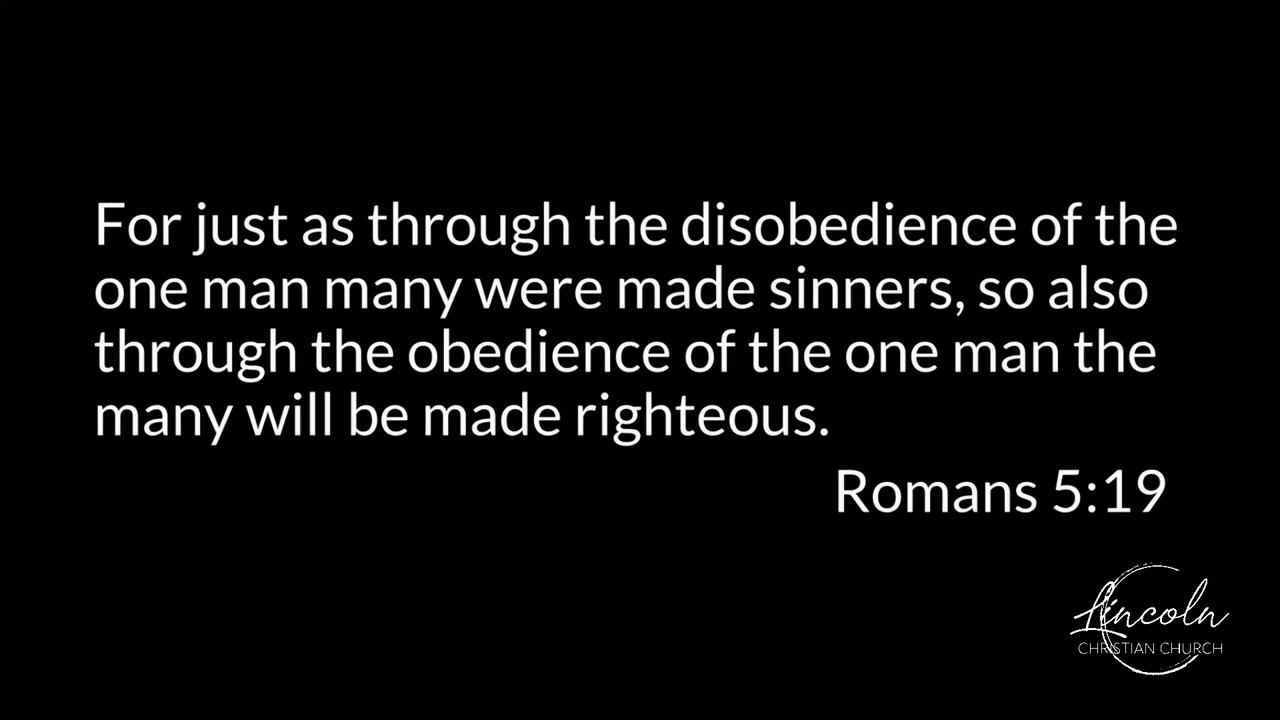 For just as through the disobedience of the
one man many were made sinners, so also
through the obedience of the one man the
many will be made righteous.
Romans 5:19
Lincoln
CHRISTIAN CHURCH